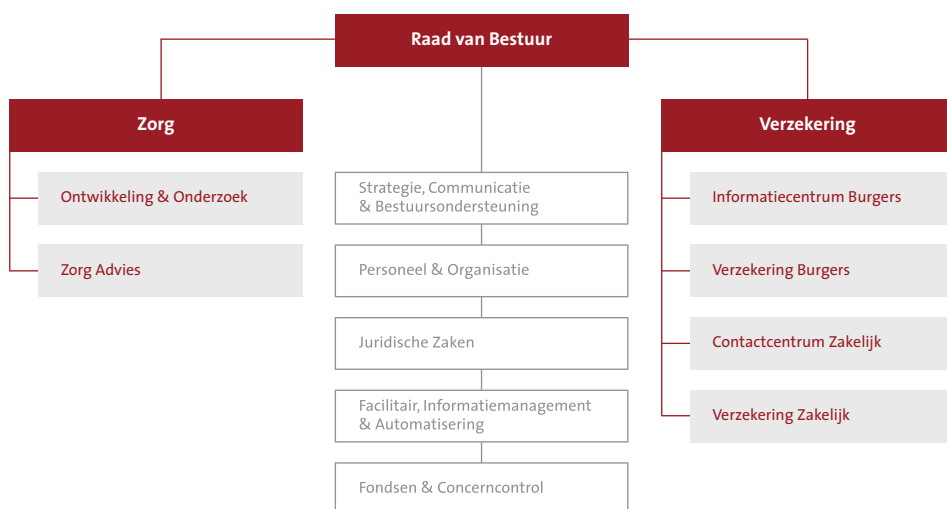 Raad van Bestuur
Zorg
Ontwikkeling & Onderzoek
Zorg Advies
Strategie, Communicatie
& Bestuursondersteuning
Personeel & Organisatie
Juridische Zaken
Facilitair, Informatiemanagement
& Automatisering
Fondsen & Concerncontrol
Verzekering
Informatiecentrum Burgers
Verzekering Burgers
Contactcentrum Zakelijk
Verzekering Zakelijk